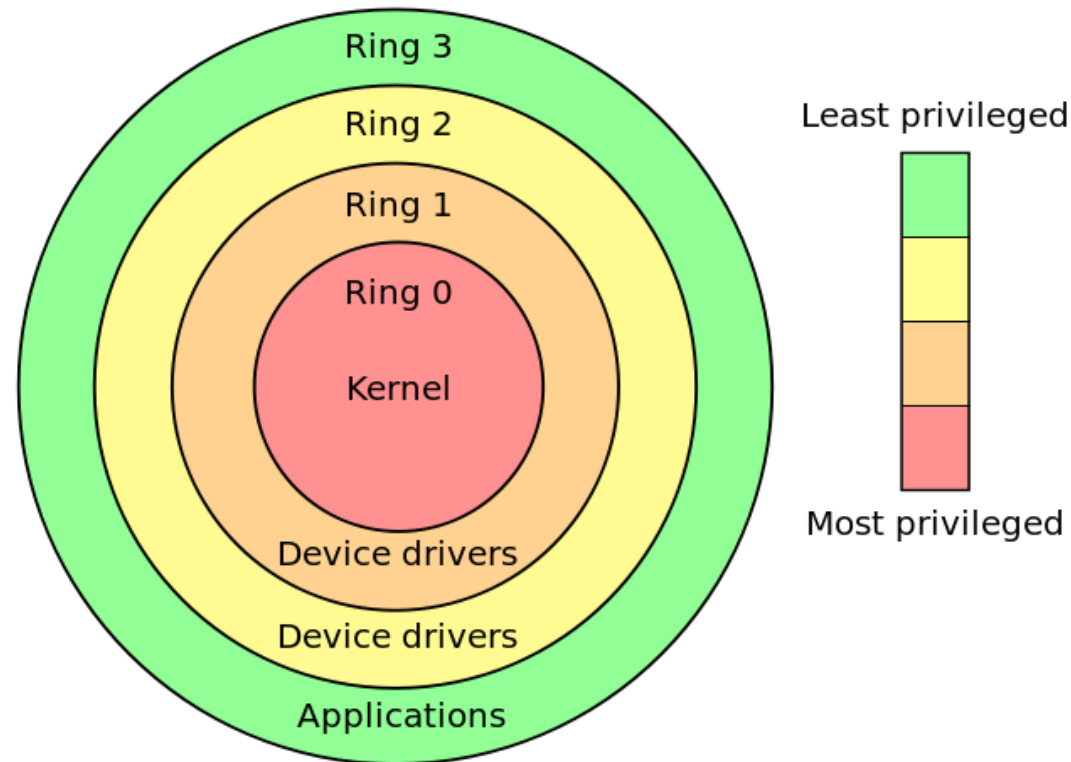 Ring 3
Ring 2
Ring 1
Ring 0
Kernel
Device drivers
Device drivers
Applications
Least privileged
Most privileged